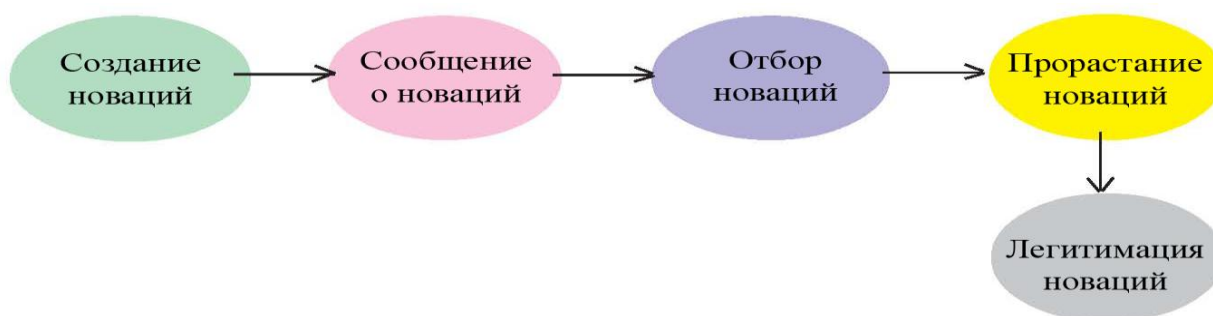 Создание
новаций
Сообщение
о новаций
Отбор
новаций
Прорастание
новаций
Легитимация
новаций